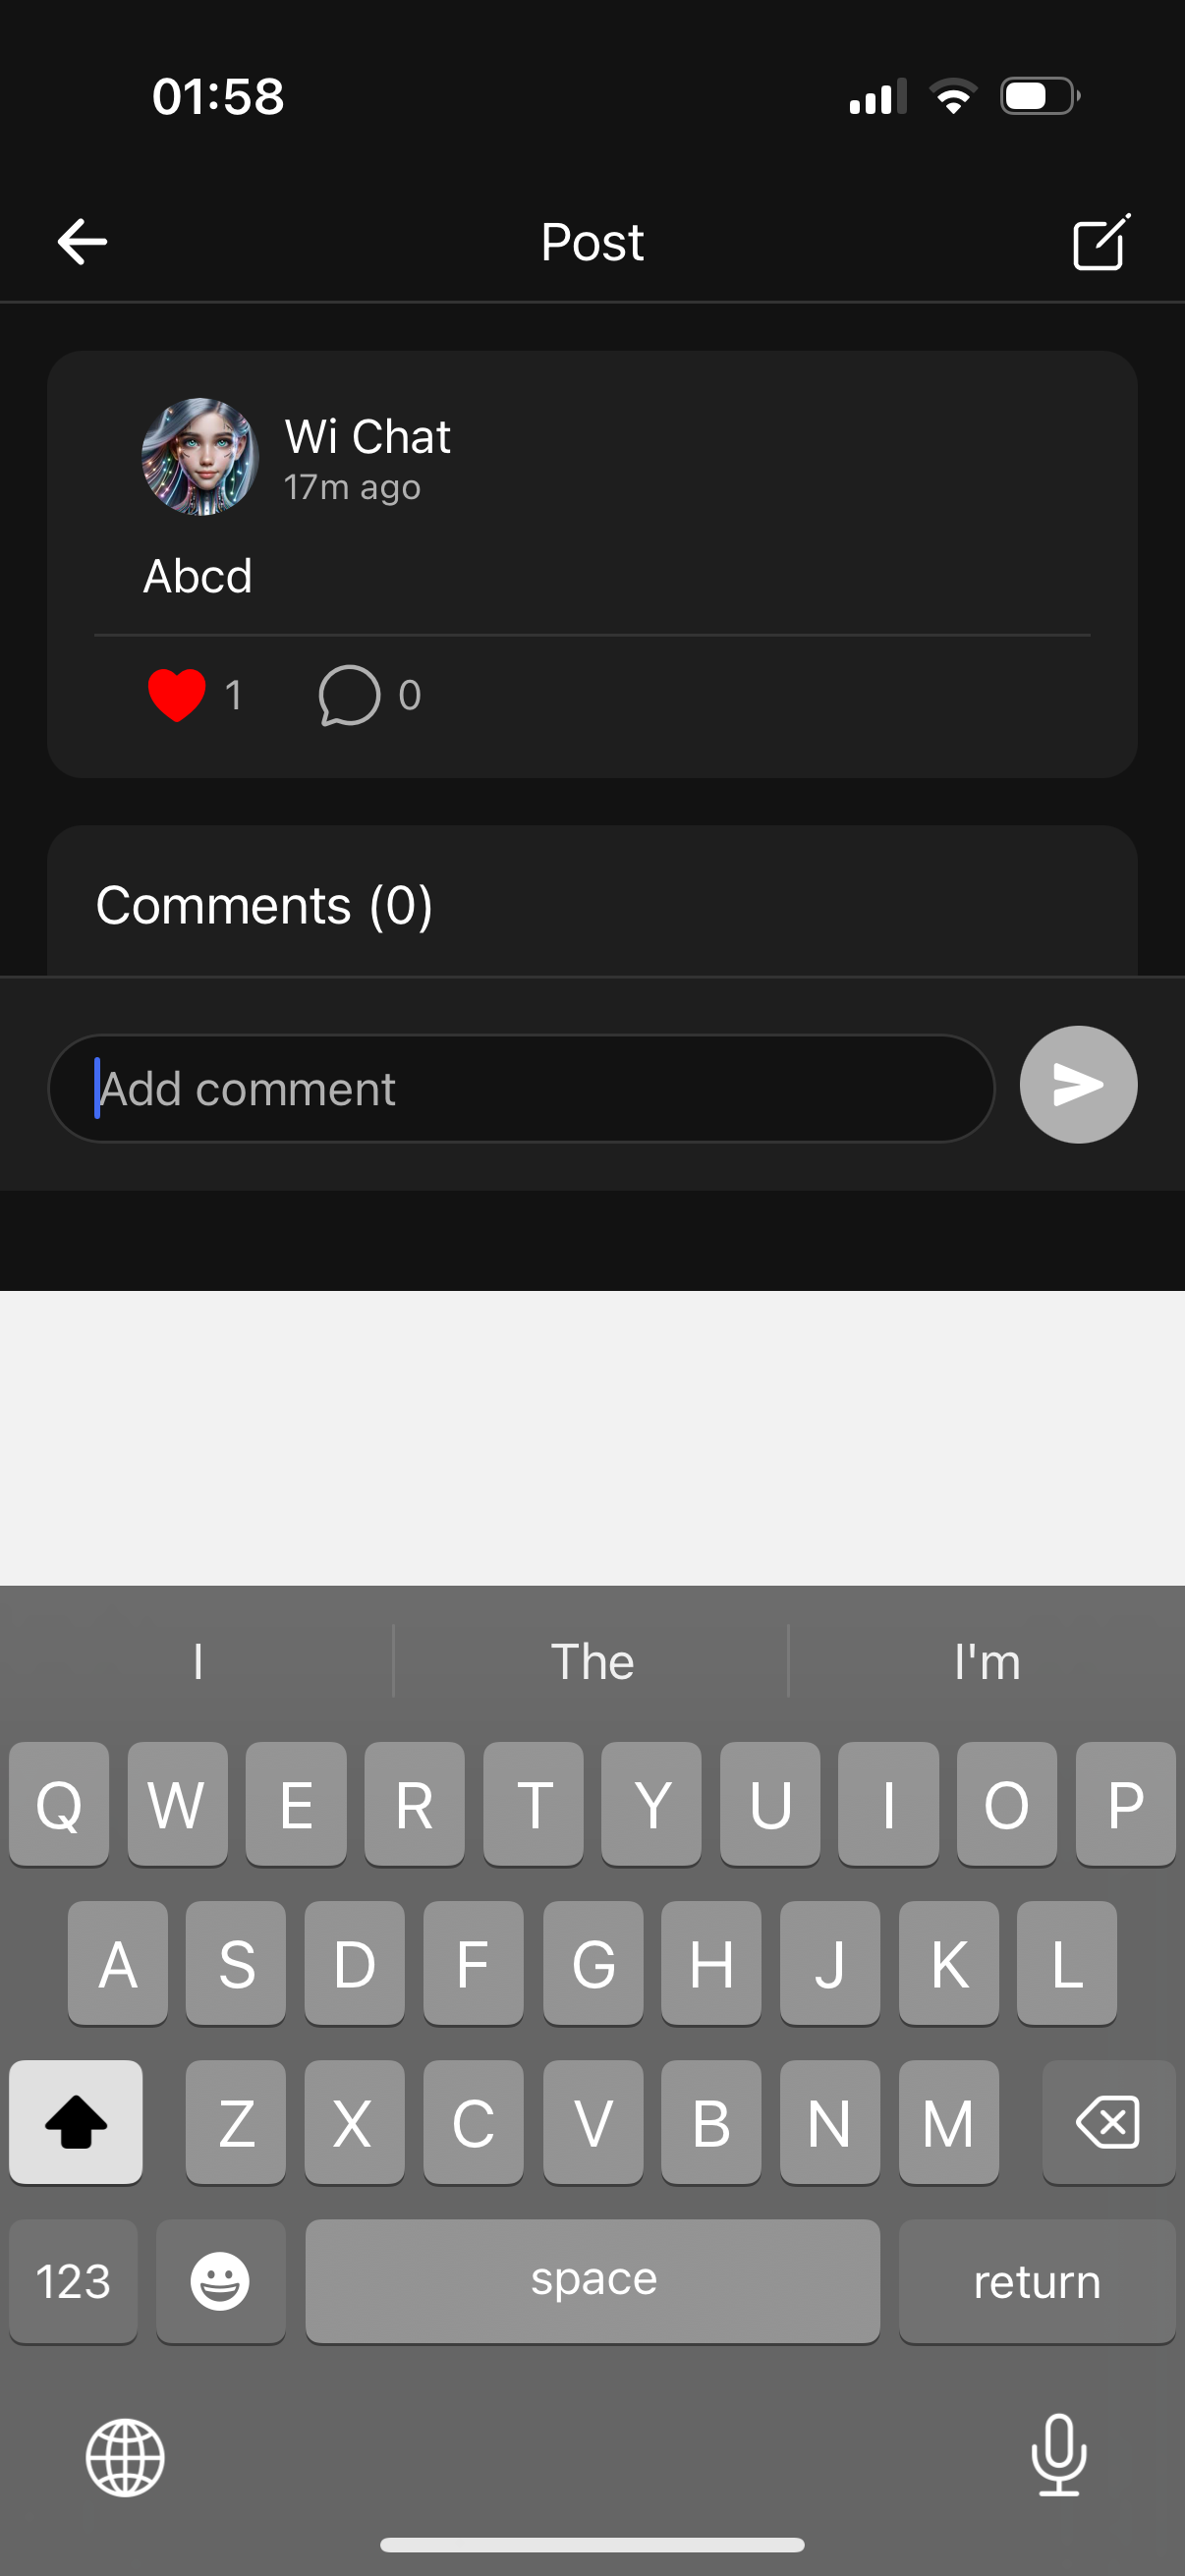 01:58
Post
Wi Chat
17m ago
Abcd
1 0
Comments (0)
Add comment
I The I'm
Q W E R T Y U I O P
A S D F G H J K L
Z X C V B N M
123 space return